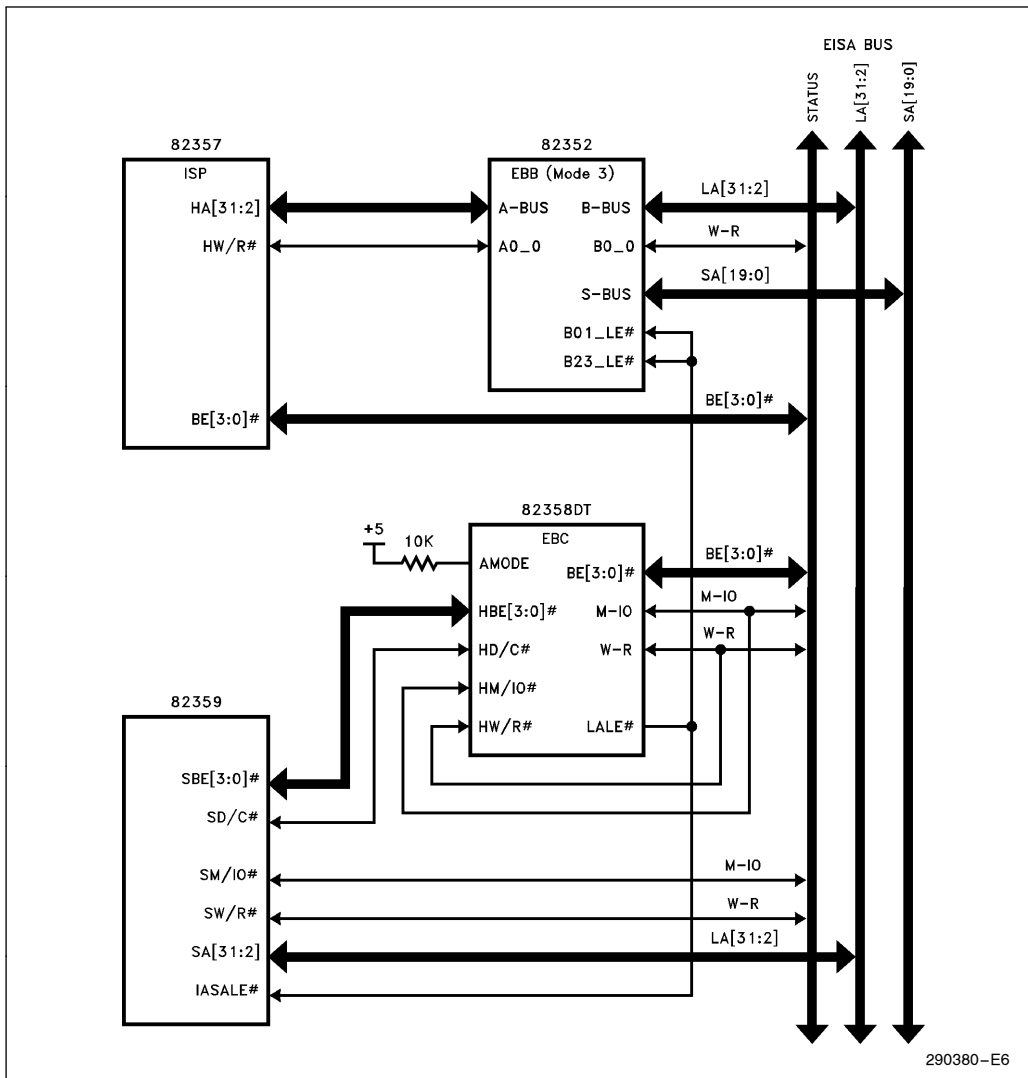 EISA BUS
STATUS
LA[31:2]
SA[19:0]
82357
ISP
HA[31:2]
HW/R#
BE[3:0]#
82352
EBB (Mode 3)
A-BUS
B-BUS
A0_0
B0_0
S-BUS
B01_LE#
B23_LE#
LA[31:2]
W-R
SA[19:0]
BE[3:0]#
82358DT
EBC
+5
10K
AMODE
BE[3:0]#
HBE[3:0]#
M-IO
HD/C#
W-R
HM/IO#
HW/R#
LALE#
BE[3:0]#
M-IO
W-R
82359
SBE[3:0]#
SD/C#
SM/IO#
SW/R#
SA[31:2]
IASALE#
M-IO
W-R
LA[31:2]
290380-E6